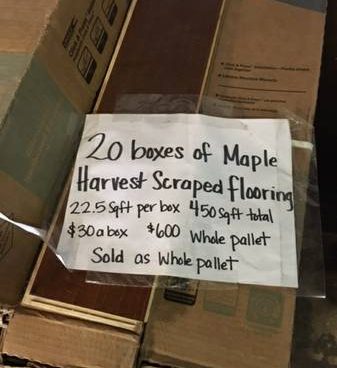 20 boxes of Maple
Harvest Scraped flooring
22.5 Sqft per box 450 Sqft total
$30 a box $600 Whole pallet
Sold as Whole pallet